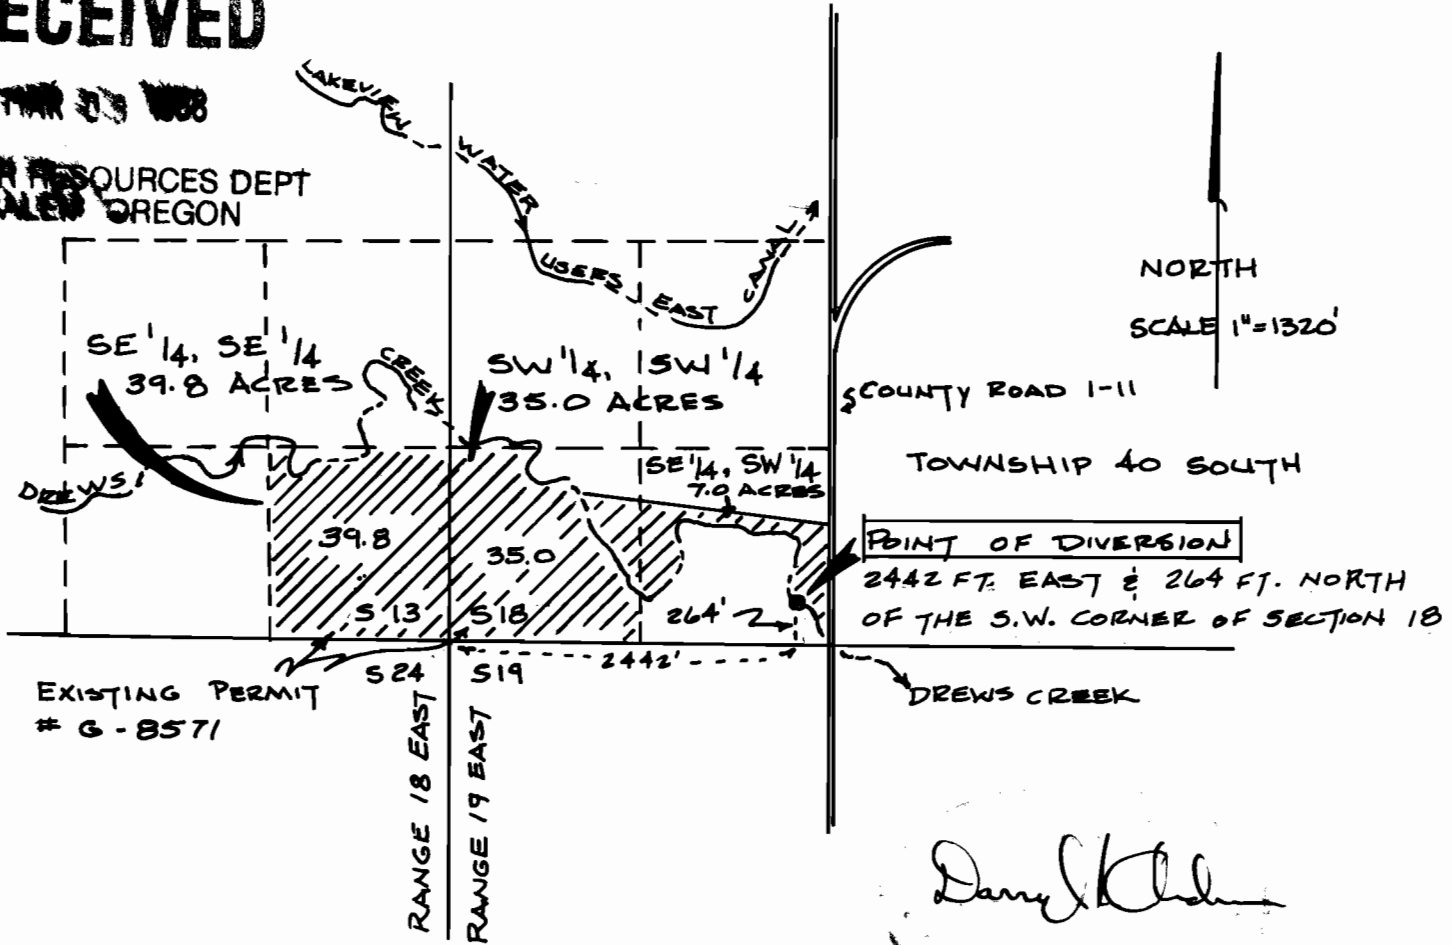 ECEIVED
RESOURCES DEPT
SALEM OREGON
LAKEVIEW WATER USERS EAST CANAL
NORTH
SCALE 1"=1320'
SE 1/4, SE 1/4
39.8 ACRES
CREEK
SW 1/4, SW 1/4
35.0 ACRES
COUNTY ROAD 1-11
TOWNSHIP 40 SOUTH
DREWS
SE 1/4, SW 1/4
7.0 ACRES
39.8
35.0
POINT OF DIVERSION
2442 FT. EAST & 264 FT. NORTH
OF THE S.W. CORNER OF SECTION 18
S 13
S 18
264'
2442'
S 24
S 19
EXISTING PERMIT
# G-8571
DREWS CREEK
RANGE 18 EAST
RANGE 19 EAST